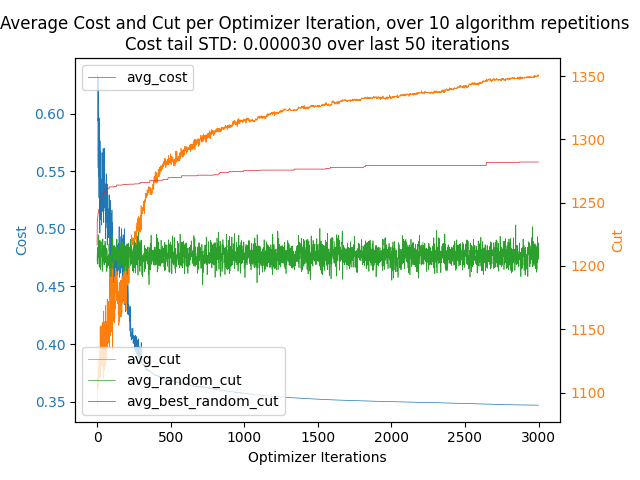 Average Cost and Cut per Optimizer Iteration, over 10 algorithm repetitions
Cost tail STD: 0.000030 over last 50 iterations
avg_cost
0.60
0.55
0.50
0.45
0.40
0.35
Cost
1350
1300
1250
1200
1150
1100
Cut
avg_cut
avg_random_cut
avg_best_random_cut
0 500 1000 1500 2000 2500 3000
Optimizer Iterations